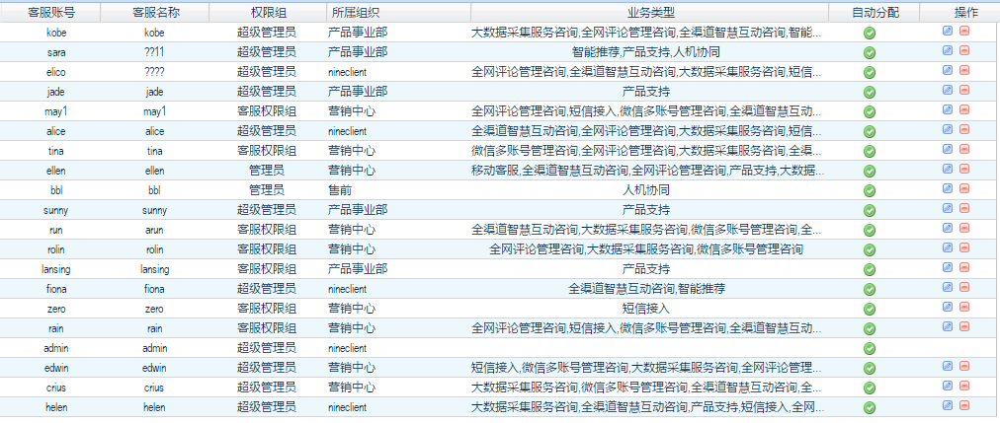 客服账号 客服名称 权限组 所属组织 业务类型 自动分配 操作
kobe kobe 超级管理员 产品事业部 大数据采集服务咨询,全网评论管理咨询,全渠道智慧互动咨询,智能...
sara ??11 超级管理员 产品事业部 智能推荐,产品支持,人机协同
elico ???? 超级管理员 nineclient 全网评论管理咨询,全渠道智慧互动咨询,大数据采集服务咨询,短信...
jade jade 超级管理员 产品事业部 产品支持
may1 may1 客服权限组 营销中心 全网评论管理咨询,短信接入,微信多账号管理咨询,全渠道智慧互动...
alice alice 超级管理员 nineclient 全渠道智慧互动咨询,全网评论管理咨询,大数据采集服务咨询,短信...
tina tina 客服权限组 营销中心 微信多账号管理咨询,全网评论管理咨询,大数据采集服务咨询,全渠...
ellen ellen 管理员 营销中心 移动客服,全渠道智慧互动咨询,全网评论管理咨询,产品支持,大数据...
bbl bbl 管理员 售前 人机协同
sunny sunny 超级管理员 产品事业部 产品支持
run arun 客服权限组 营销中心 全渠道智慧互动咨询,大数据采集服务咨询,微信多账号管理咨询,全...
rolin rolin 客服权限组 营销中心 全网评论管理咨询,大数据采集服务咨询,微信多账号管理咨询
lansing lansing 客服权限组 产品事业部 产品支持
fiona fiona 超级管理员 nineclient 全渠道智慧互动咨询,智能推荐
zero zero 客服权限组 营销中心 短信接入
rain rain 客服权限组 营销中心 全网评论管理咨询,短信接入,微信多账号管理咨询,全渠道智慧互动...
admin admin 超级管理员 nineclient
edwin edwin 超级管理员 营销中心 短信接入,微信多账号管理咨询,大数据采集服务咨询,全网评论管理...
crius crius 超级管理员 营销中心 大数据采集服务咨询,微信多账号管理咨询,全渠道智慧互动咨询,全...
helen helen 超级管理员 nineclient 大数据采集服务咨询,全渠道智慧互动咨询,产品支持,短信接入,全网...